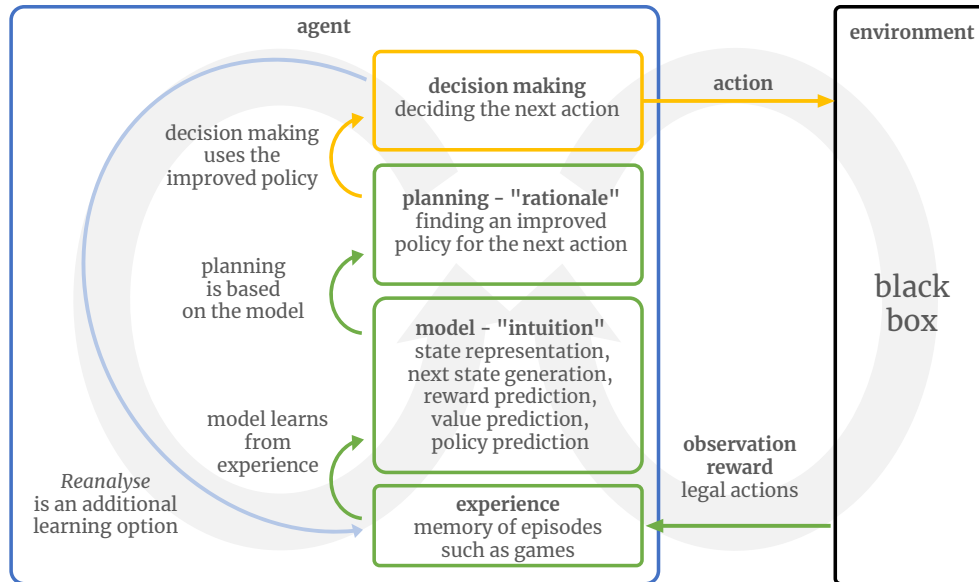 agent
environment
decision making
deciding the next action
action
decision making
uses the
improved policy
planning - "rationale"
finding an improved
policy for the next action
planning
is based
on the model
black
box
model - "intuition"
state representation,
next state generation,
reward prediction,
value prediction,
policy prediction
model learns
from
experience
observation
reward
legal actions
Reanalyse
is an additional
learning option
experience
memory of episodes
such as games